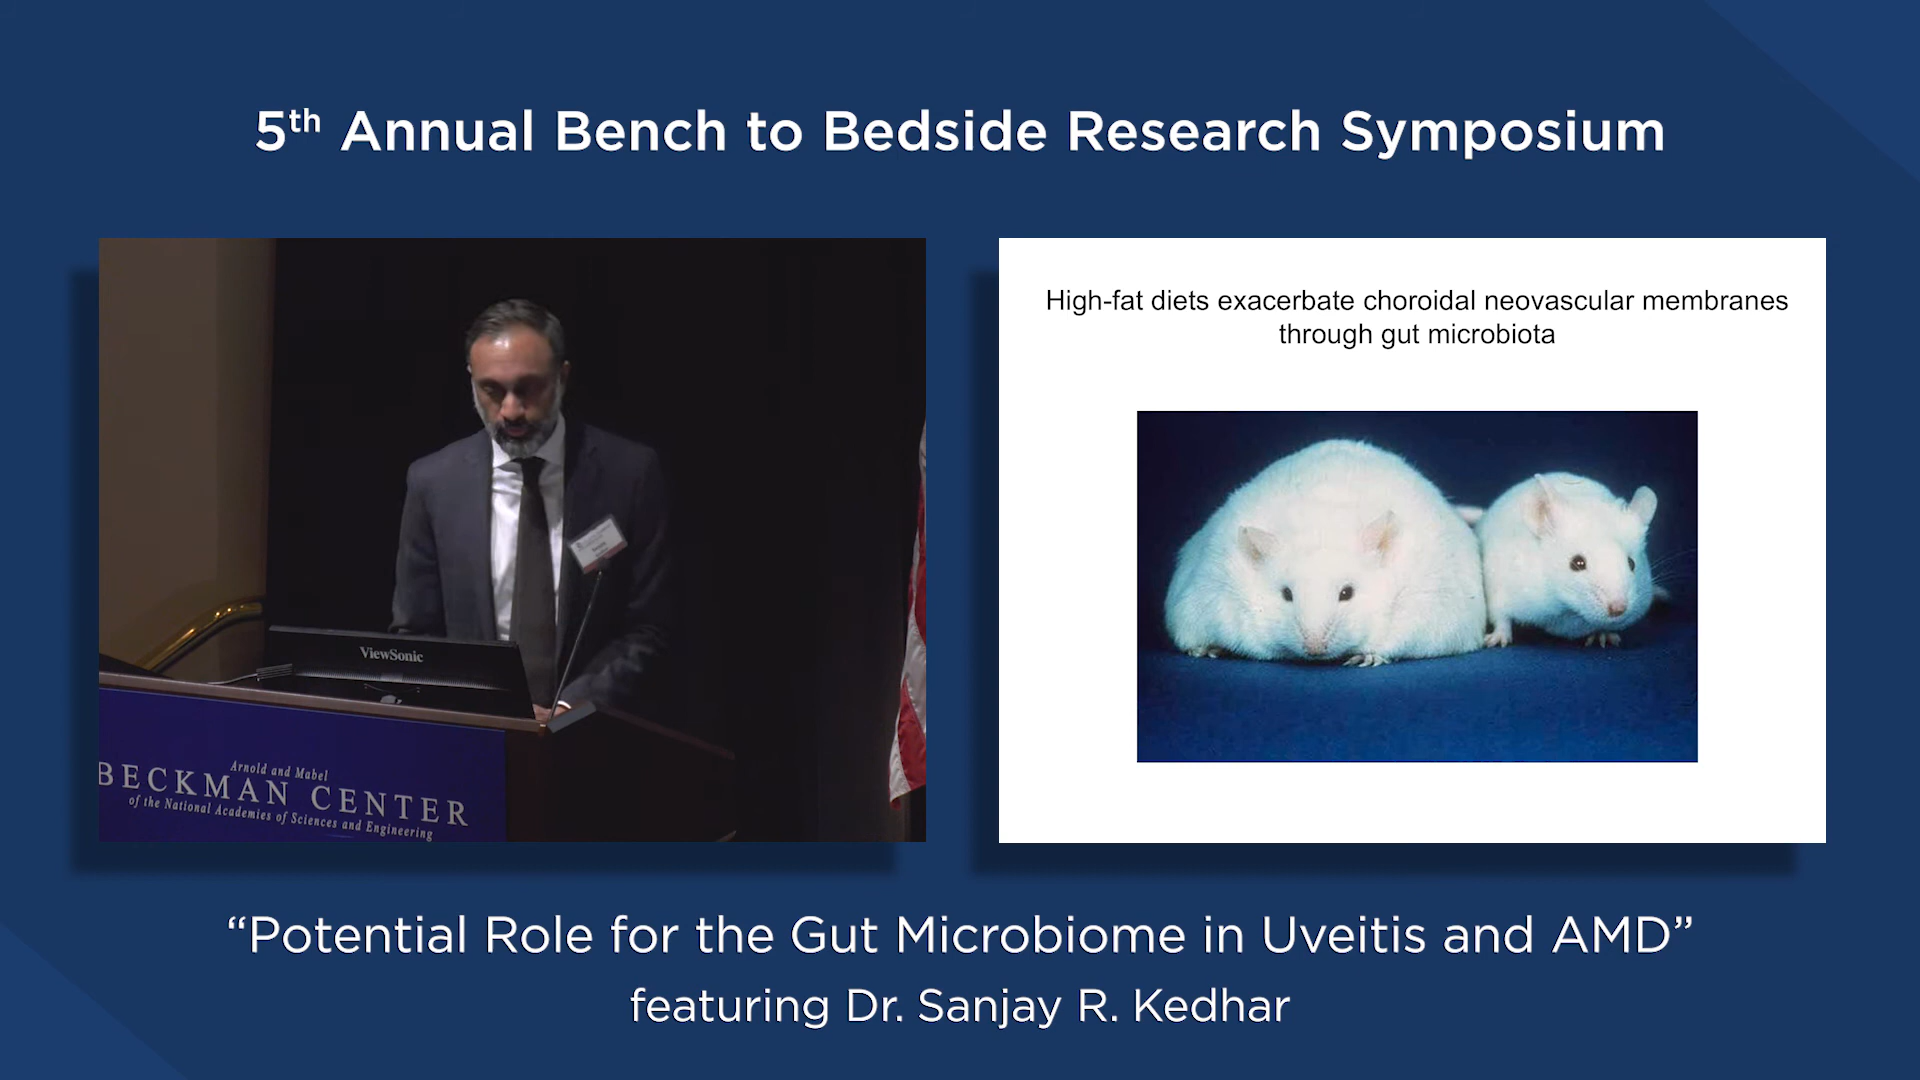 5th Annual Bench to Bedside Research Symposium
ViewSonic
Arnold and Mabel
BECKMAN CENTER
of the National Academies of Sciences and Engineering
High-fat diets exacerbate choroidal neovascular membranes
through gut microbiota
“Potential Role for the Gut Microbiome in Uveitis and AMD”
featuring Dr. Sanjay R. Kedhar